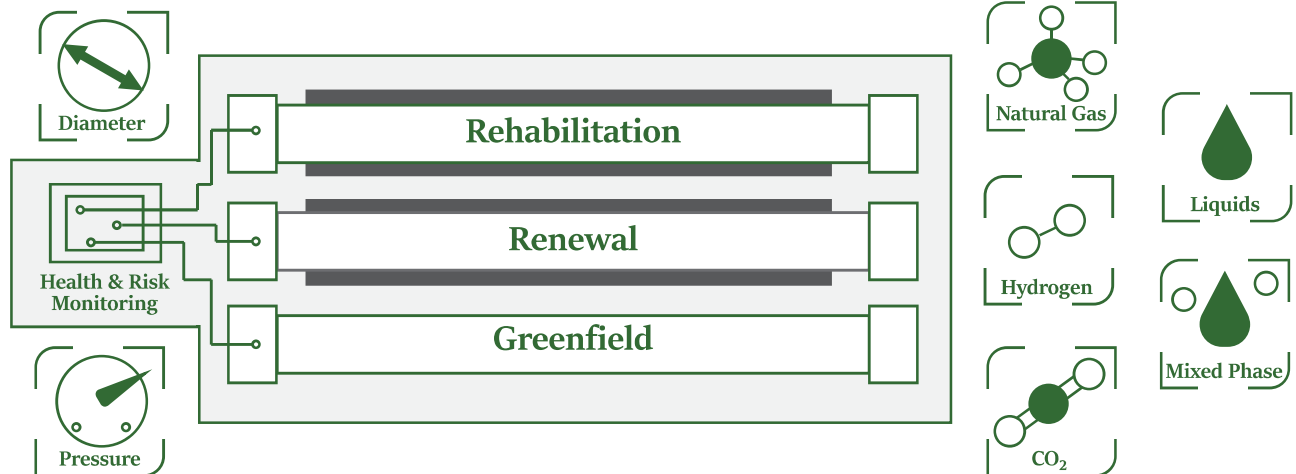 Diameter
Health & Risk
Monitoring
Pressure
Rehabilitation
Renewal
Greenfield
Natural Gas
Hydrogen
CO₂
Liquids
Mixed Phase